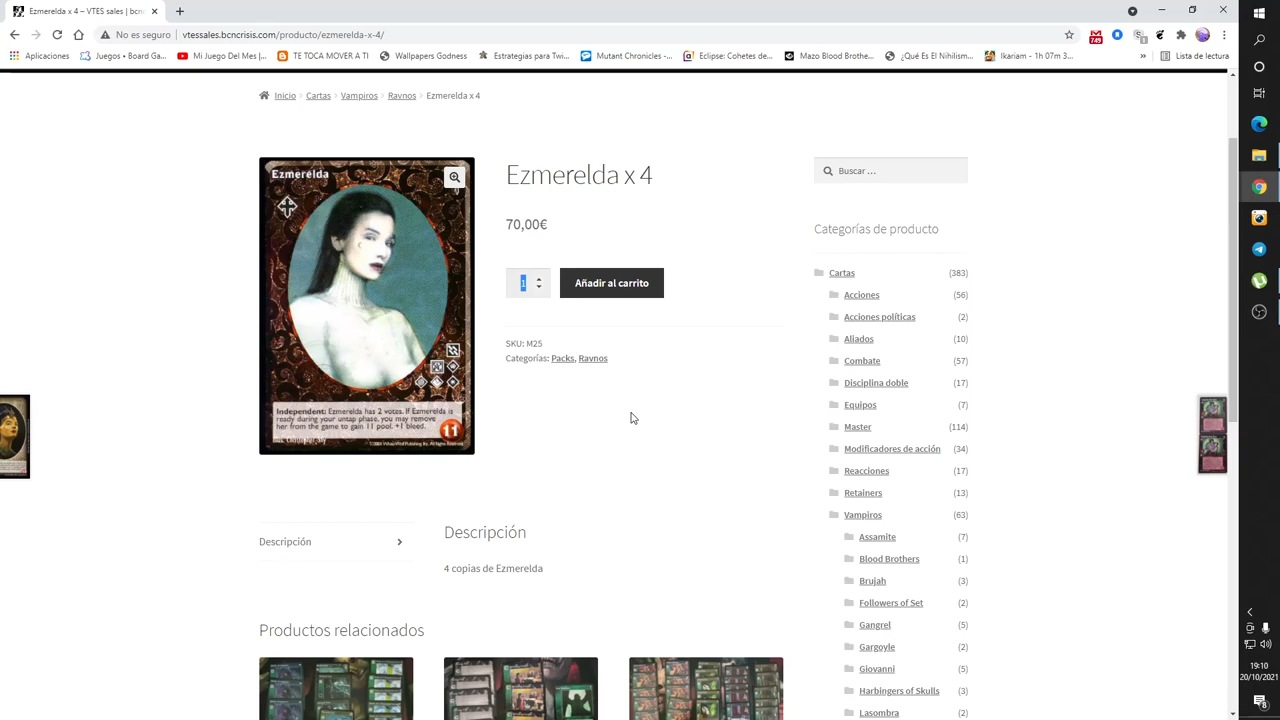 Ezmerelda x 4 – VTES sales | bcn
No es seguro | vtessales.bcncrisis.com/producto/ezmerelda-x-4/
749
1
Aplicaciones
Juegos • Board Ga...
Mi Juego Del Mes |...
TE TOCA MOVER A TI
Wallpapers Godness
Estrategias para Twi...
Mutant Chronicles -...
Eclipse: Cohetes de...
Mazo Blood Brothe...
¿Qué Es El Nihilism...
Ikariam - 1h 07m 3...
»
Lista de lectura
Inicio > Cartas > Vampiros > Ravnos > Ezmerelda x 4
Ezmerelda
Independent: Ezmerelda has 2 votes. If Ezmerelda is
ready during your untap phase, you may remove
her from the game to gain 11 pool. +1 bleed.
11
Ezmerelda x 4
70,00€
1
Añadir al carrito
SKU: M25
Categorías: Packs, Ravnos
Descripción
Descripción
4 copias de Ezmerelda
Productos relacionados
Buscar …
Categorías de producto
Cartas (383)
Acciones (56)
Acciones políticas (2)
Aliados (10)
Combate (57)
Disciplina doble (17)
Equipos (7)
Master (114)
Modificadores de acción (34)
Reacciones (17)
Retainers (13)
Vampiros (63)
Assamite (7)
Blood Brothers (1)
Brujah (3)
Followers of Set (2)
Gangrel (5)
Gargoyle (2)
Giovanni (5)
Harbingers of Skulls (3)
Lasombra (2)
19:10
20/10/2021